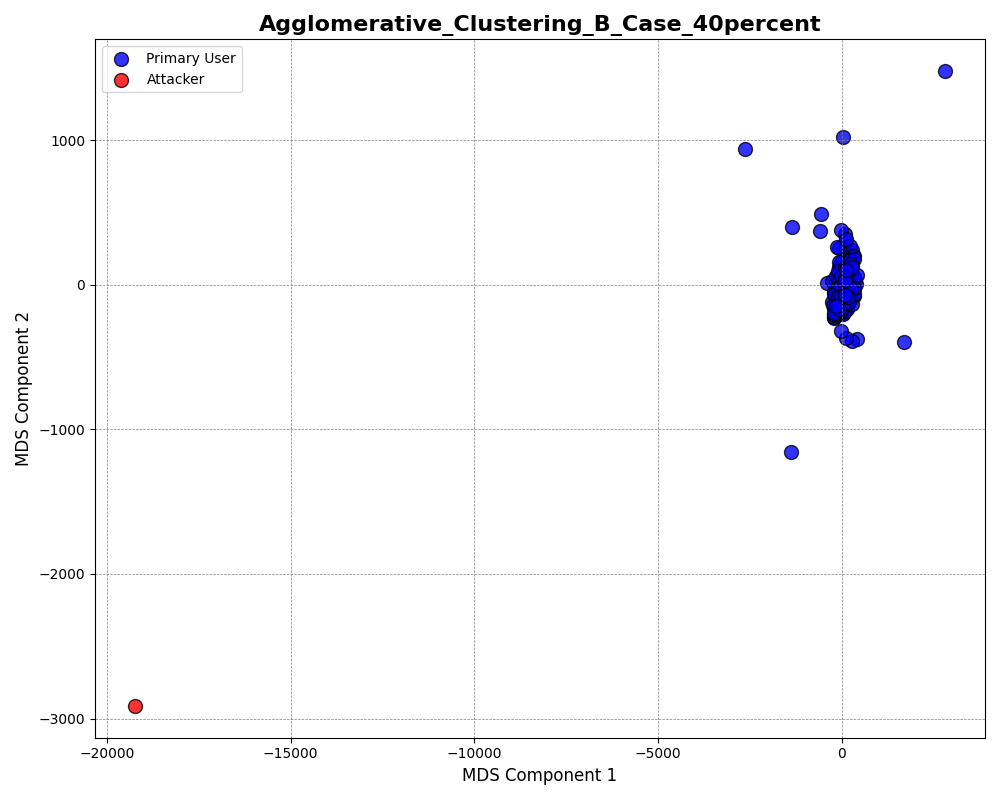 Agglomerative_Clustering_B_Case_40percent
Primary User
Attacker
1000
0
−1000
−2000
−3000
MDS Component 2
−20000
−15000
−10000
−5000
0
MDS Component 1